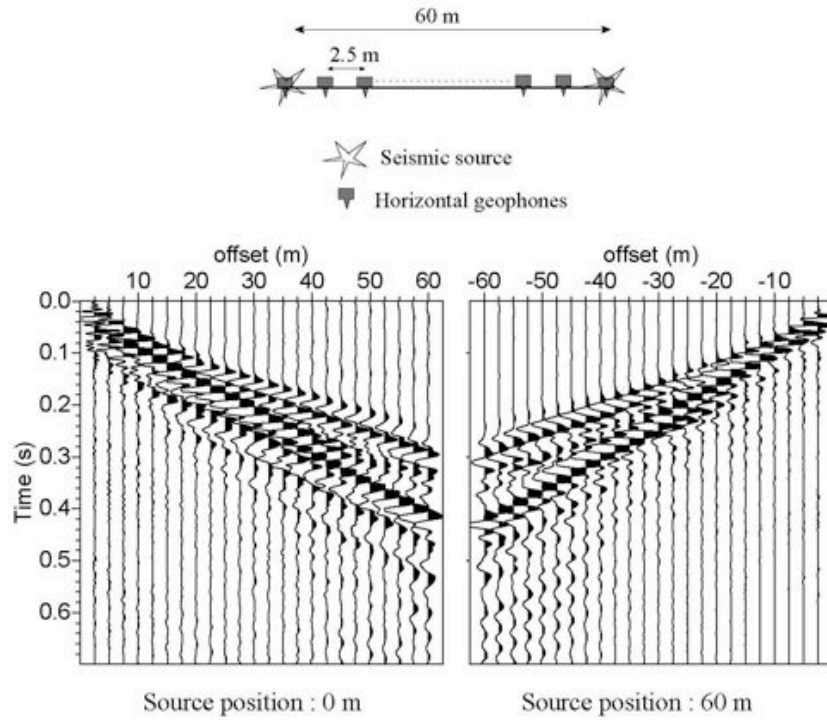 60 m
2.5 m
Seismic source
Horizontal geophones
offset (m)
10 20 30 40 50 60
offset (m)
-60 -50 -40 -30 -20 -10
Time (s)
0.0
0.1
0.2
0.3
0.4
0.5
0.6
Source position : 0 m
Source position : 60 m